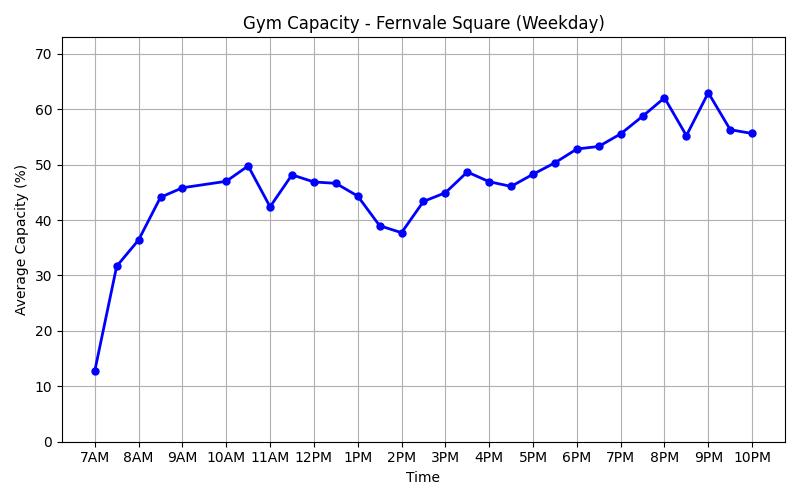 Gym Capacity - Fernvale Square (Weekday)
Average Capacity (%)
70
60
50
40
30
20
10
0
7AM 8AM 9AM 10AM 11AM 12PM 1PM 2PM 3PM 4PM 5PM 6PM 7PM 8PM 9PM 10PM
Time